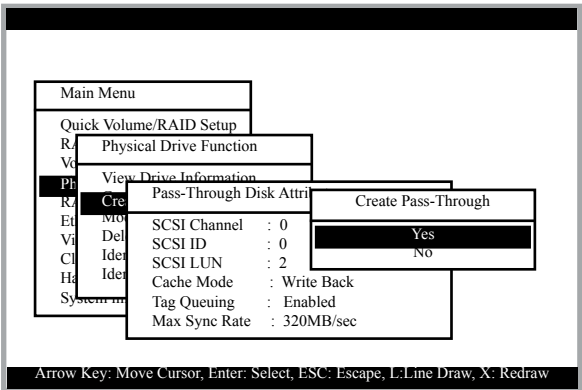 Main Menu
Quick Volume/RAID Setup
Physical Drive Function
View Drive Information
Pass-Through Disk Attri
SCSI Channel : 0
SCSI ID : 0
SCSI LUN : 2
Cache Mode : Write Back
Tag Queuing : Enabled
Max Sync Rate : 320MB/sec
Create Pass-Through
Yes
No
Arrow Key: Move Cursor, Enter: Select, ESC: Escape, L:Line Draw, X: Redraw